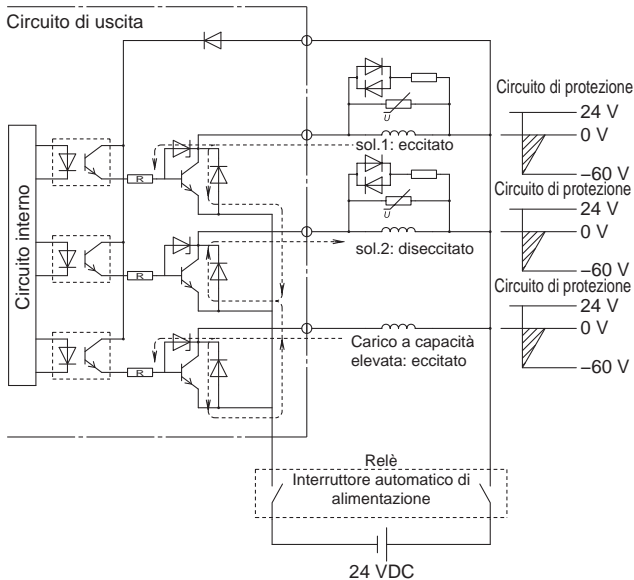 Circuito di uscita
Circuito interno
R
R
R
U
U
sol.1: eccitato
sol.2: diseccitato
Carico a capacità
elevata: eccitato
Circuito di protezione
24 V
0 V
–60 V
Circuito di protezione
24 V
0 V
–60 V
Circuito di protezione
24 V
0 V
–60 V
Relè
Interruttore automatico di
alimentazione
24 VDC